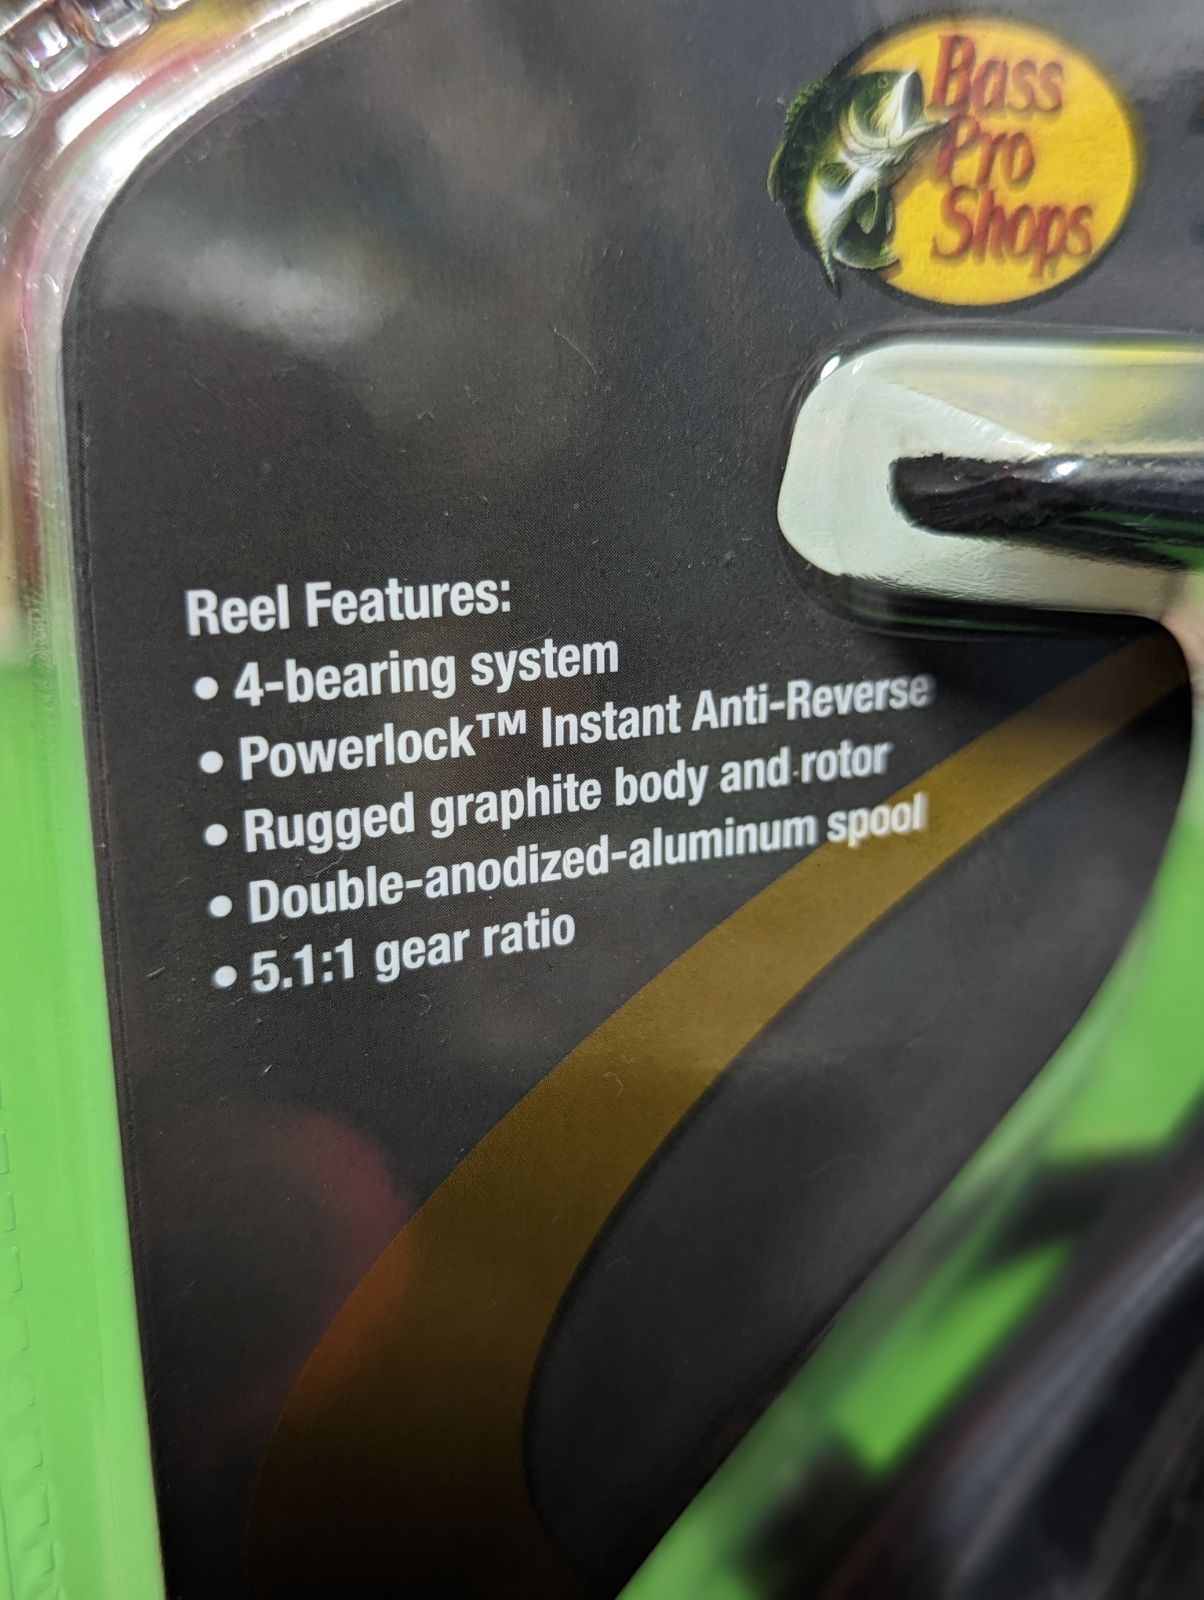 Bass
Pro
Shops
Reel Features:
• 4-bearing system
• Powerlock™ Instant Anti-Reverse
• Rugged graphite body and rotor
• Double-anodized-aluminum spool
• 5.1:1 gear ratio